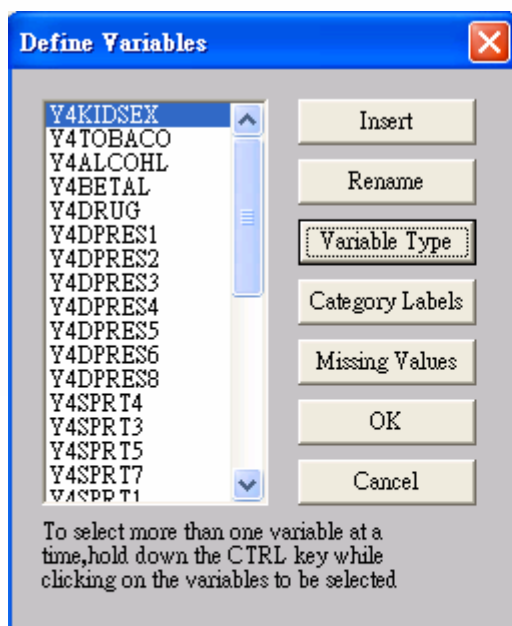 Define Variables
Y4KIDSEX
Y4TOBACO
Y4ALCOHL
Y4BETAL
Y4DRUG
Y4DPRES1
Y4DPRES2
Y4DPRES3
Y4DPRES4
Y4DPRES5
Y4DPRES6
Y4DPRES8
Y4SPRT4
Y4SPRT3
Y4SPRT5
Y4SPRT7
Y4SPRT1
Insert
Rename
Variable Type
Category Labels
Missing Values
OK
Cancel
To select more than one variable at a
time,hold down the CTRL key while
clicking on the variables to be selected